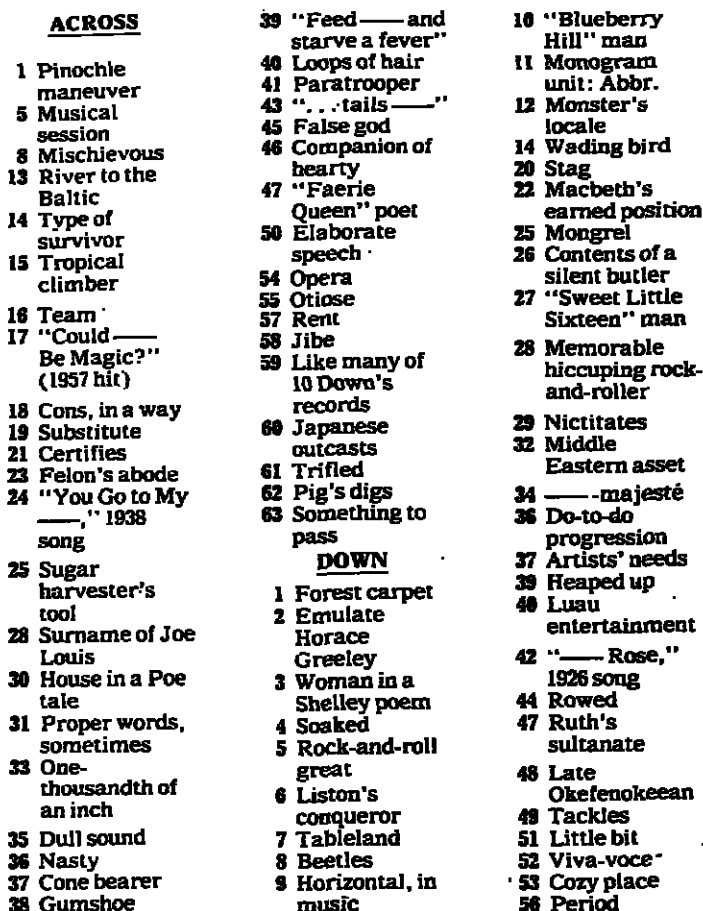 ACROSS
1 Pinochle
maneuver
5 Musical
session
8 Mischievous
13 River to the
Baltic
14 Type of
survivor
15 Tropical
climber
16 Team
17 "Could ——
Be Magic?"
(1957 hit)
18 Cons, in a way
19 Substitute
21 Certifies
23 Felon's abode
24 "You Go to My
——," 1938
song
25 Sugar
harvester's
tool
28 Surname of Joe
Louis
30 House in a Poe
tale
31 Proper words,
sometimes
33 One-
thousandth of
an inch
35 Dull sound
36 Nasty
37 Cone bearer
38 Gumshoe
39 "Feed —— and
starve a fever"
40 Loops of hair
41 Paratrooper
43 "...tails ——"
45 False god
46 Companion of
hearty
47 "Faerie
Queen" poet
50 Elaborate
speech
54 Opera
55 Otiose
57 Rent
58 Jibe
59 Like many of
10 Down's
records
60 Japanese
outcasts
61 Trifled
62 Pig's digs
63 Something to
pass
DOWN
1 Forest carpet
2 Emulate
Horace
Greeley
3 Woman in a
Shelley poem
4 Soaked
5 Rock-and-roll
great
6 Liston's
conqueror
7 Tableland
8 Beetles
9 Horizontal, in
music
10 "Blueberry
Hill" man
11 Monogram
unit: Abbr.
12 Monster's
locale
14 Wading bird
20 Stag
22 Macbeth's
earned position
25 Mongrel
26 Contents of a
silent butler
27 "Sweet Little
Sixteen" man
28 Memorable
hiccuping rock-
and-roller
29 Nictitates
32 Middle
Eastern asset
34 ——-majesté
36 Do-to-do
progression
37 Artists' needs
39 Heaped up
40 Luau
entertainment
42 "—— Rose,"
1926 song
44 Rowed
47 Ruth's
sultanate
48 Late
Okefenokeean
49 Tackles
51 Little bit
52 Viva-voce
53 Cozy place
56 Period